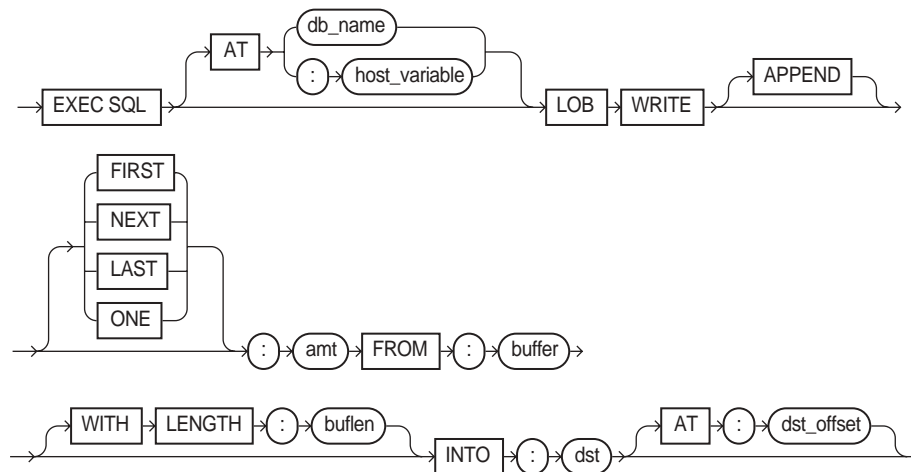 AT db_name
: host_variable
EXEC SQL LOB WRITE APPEND
FIRST
NEXT
LAST
ONE
: amt FROM : buffer
WITH LENGTH : buflen INTO : dst AT : dst_offset